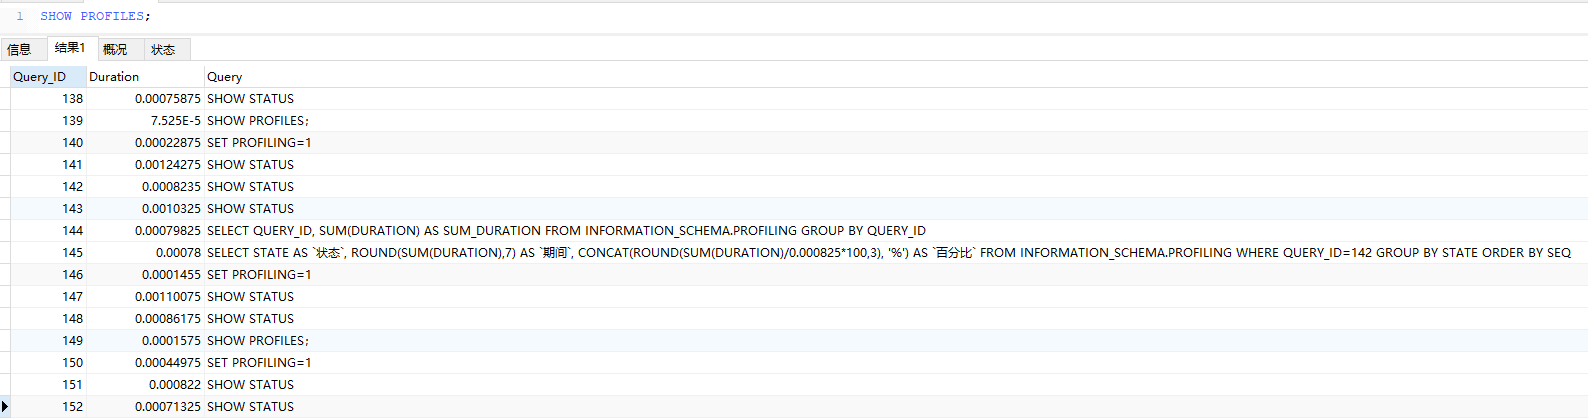 1 SHOW PROFILES;
信息 结果1 概况 状态
Query_ID Duration Query
138 0.00075875 SHOW STATUS
139 7.525E-5 SHOW PROFILES;
140 0.00022875 SET PROFILING=1
141 0.00124275 SHOW STATUS
142 0.0008235 SHOW STATUS
143 0.0010325 SHOW STATUS
144 0.00079825 SELECT QUERY_ID, SUM(DURATION) AS SUM_DURATION FROM INFORMATION_SCHEMA.PROFILING GROUP BY QUERY_ID
145 0.00078 SELECT STATE AS `状态`, ROUND(SUM(DURATION),7) AS `期间`, CONCAT(ROUND(SUM(DURATION)/0.000825*100,3), '%') AS `百分比` FROM INFORMATION_SCHEMA.PROFILING WHERE QUERY_ID=142 GROUP BY STATE ORDER BY SEQ
146 0.0001455 SET PROFILING=1
147 0.00110075 SHOW STATUS
148 0.00086175 SHOW STATUS
149 0.0001575 SHOW PROFILES;
150 0.00044975 SET PROFILING=1
151 0.000822 SHOW STATUS
152 0.00071325 SHOW STATUS